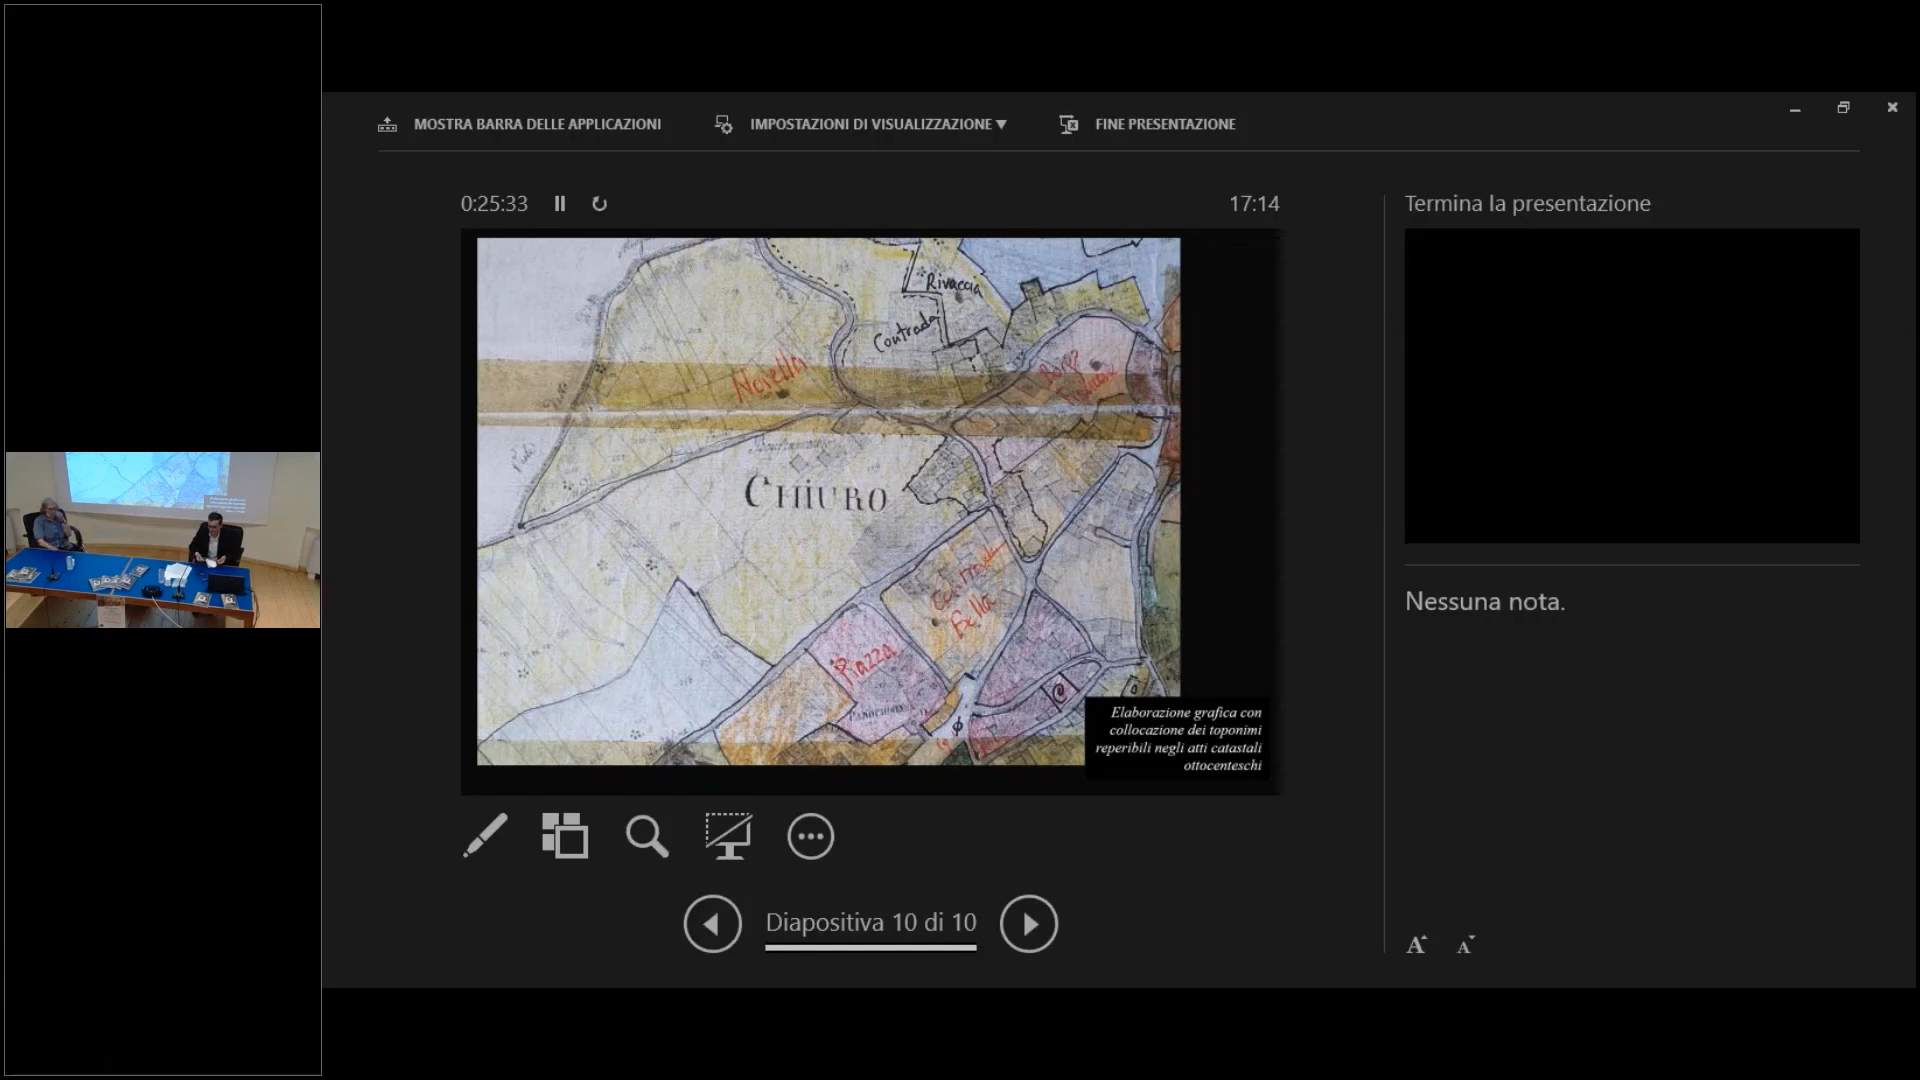 MOSTRA BARRA DELLE APPLICAZIONI
IMPOSTAZIONI DI VISUALIZZAZIONE
FINE PRESENTAZIONE
0:25:33
17:14
Termina la presentazione
Rivaccia
Contrada
Novella
CHIURO
Contrada
Bella
Piazza
Elaborazione grafica con
collocazione dei toponimi
reperibili negli atti catastali
ottocenteschi
Nessuna nota.
Diapositiva 10 di 10
A
A